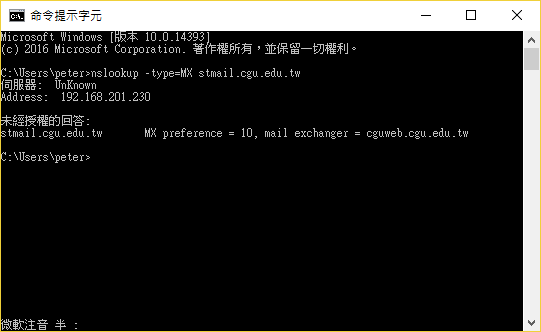 命令提示字元
Microsoft Windows [版本 10.0.14393]
(c) 2016 Microsoft Corporation. 著作權所有，並保留一切權利。
C:\Users\peter>nslookup -type=MX stmail.cgu.edu.tw
伺服器:  UnKnown
Address:  192.168.201.230
未經授權的回答:
stmail.cgu.edu.tw       MX preference = 10, mail exchanger = cguweb.cgu.edu.tw
C:\Users\peter>
微軟注音 半 :